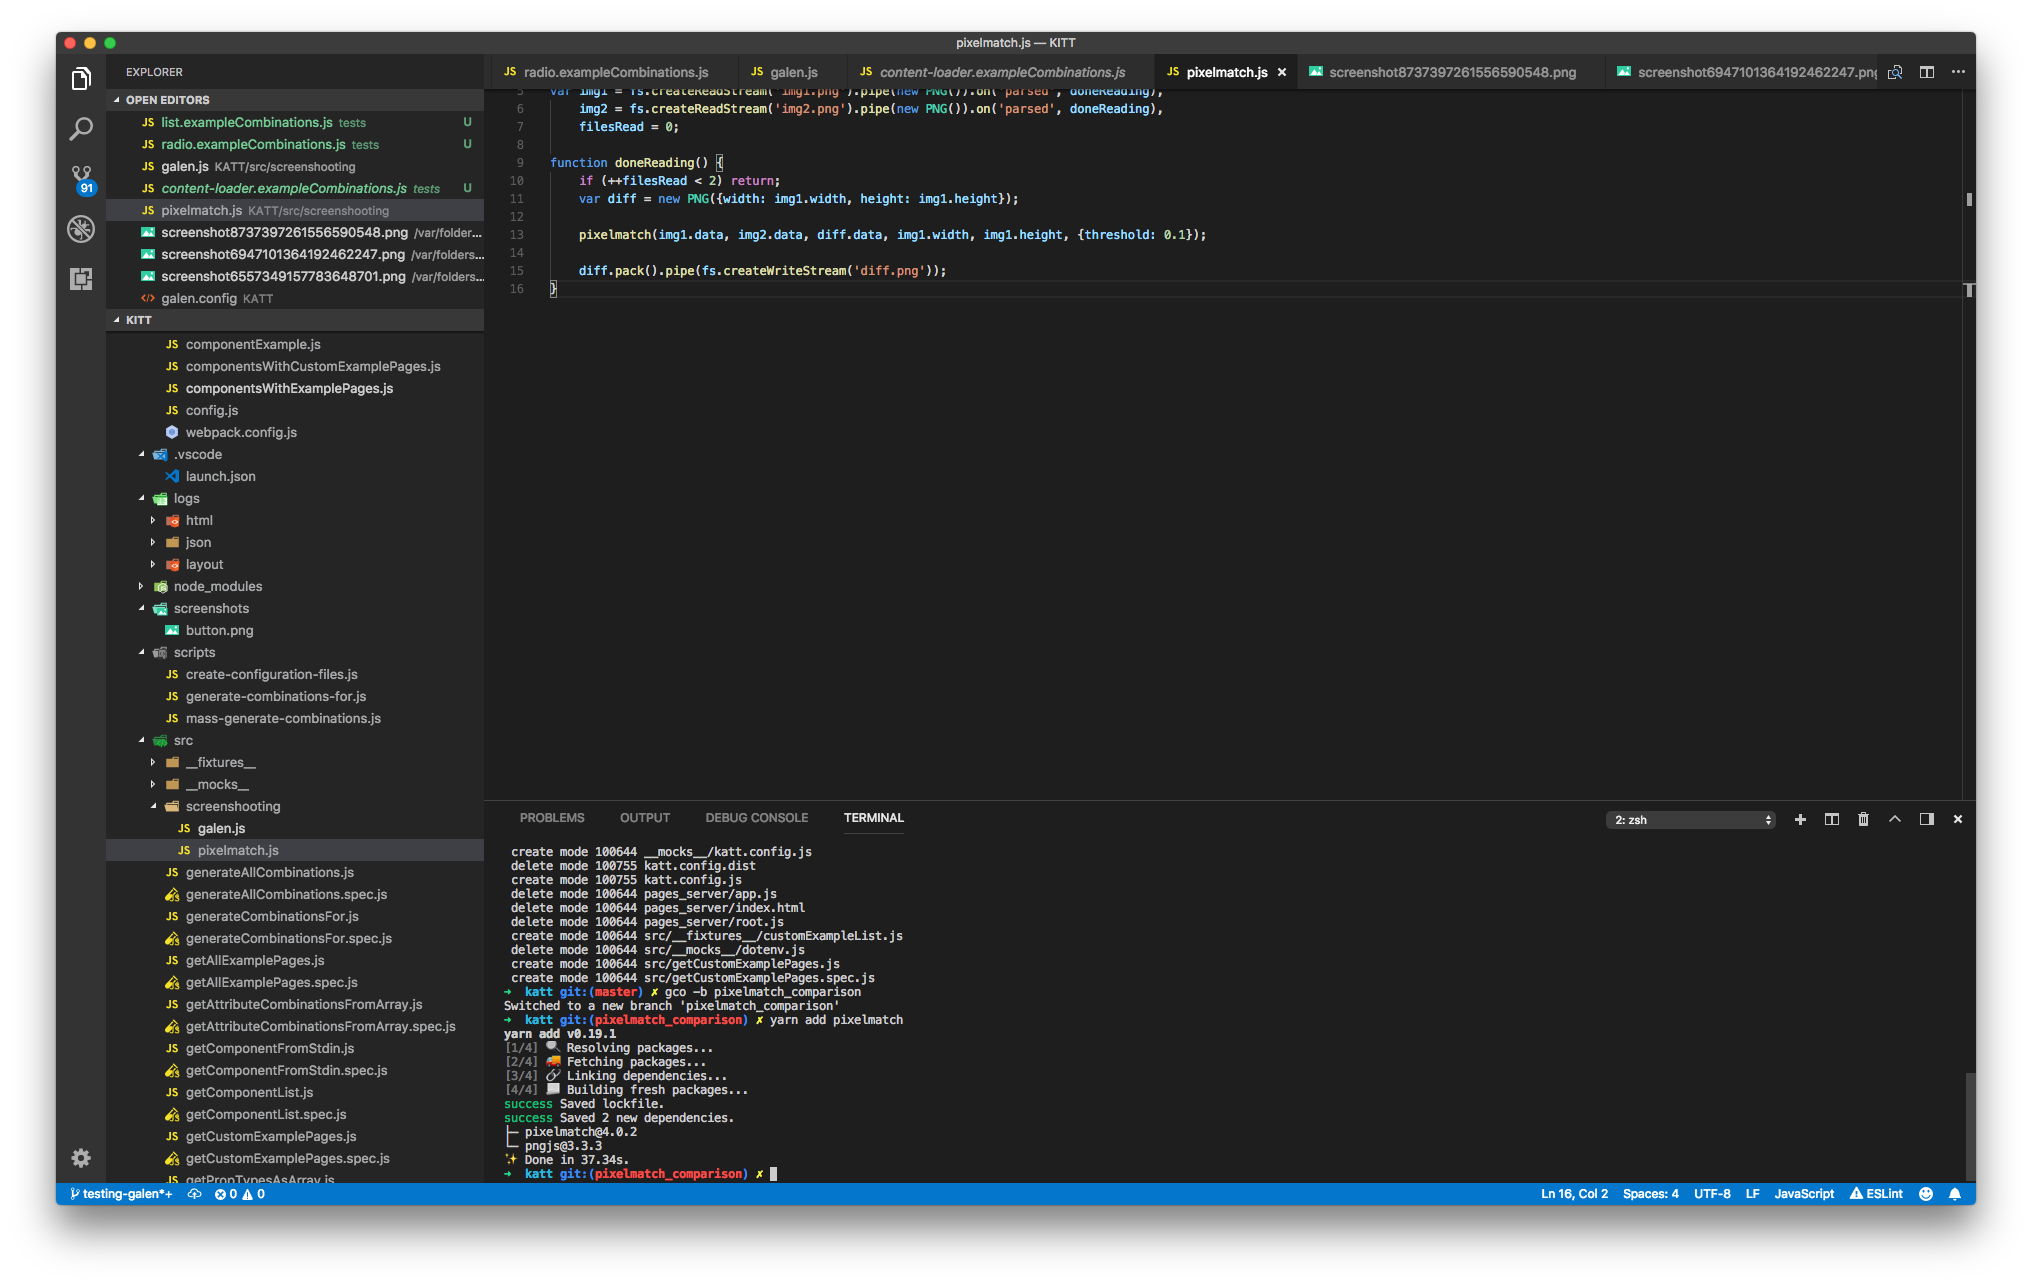 pixelmatch.js — KITT
EXPLORER
OPEN EDITORS
JS list.exampleCombinations.js tests U
JS radio.exampleCombinations.js tests U
JS galen.js KATT/src/screenshooting
JS content-loader.exampleCombinations.js tests U
JS pixelmatch.js KATT/src/screenshooting
screenshot8737397261556590548.png /var/folder...
screenshot6947101364192462247.png /var/folders...
screenshot6557349157783648701.png /var/folders...
galen.config KATT
91
KITT
JS componentExample.js
JS componentsWithCustomExamplePages.js
JS componentsWithExamplePages.js
JS config.js
webpack.config.js
.vscode
launch.json
logs
html
json
layout
node_modules
screenshots
button.png
scripts
JS create-configuration-files.js
JS generate-combinations-for.js
JS mass-generate-combinations.js
src
__fixtures__
__mocks__
screenshooting
JS galen.js
JS pixelmatch.js
JS generateAllCombinations.js
generateAllCombinations.spec.js
JS generateCombinationsFor.js
generateCombinationsFor.spec.js
JS getAllExamplePages.js
getAllExamplePages.spec.js
JS getAttributeCombinationsFromArray.js
getAttributeCombinationsFromArray.spec.js
JS getComponentFromStdin.js
getComponentFromStdin.spec.js
JS getComponentList.js
getComponentList.spec.js
JS getCustomExamplePages.js
getCustomExamplePages.spec.js
JS getPropTypesAsArray.js
JS radio.exampleCombinations.js JS galen.js JS content-loader.exampleCombinations.js JS pixelmatch.js × screenshot8737397261556590548.png screenshot6947101364192462247.png
5 var img1 = fs.createReadStream('img1.png').pipe(new PNG()).on('parsed', doneReading),
6 img2 = fs.createReadStream('img2.png').pipe(new PNG()).on('parsed', doneReading),
7 filesRead = 0;
8
9 function doneReading() {
10 if (++filesRead < 2) return;
11 var diff = new PNG({width: img1.width, height: img1.height});
12
13 pixelmatch(img1.data, img2.data, diff.data, img1.width, img1.height, {threshold: 0.1});
14
15 diff.pack().pipe(fs.createWriteStream('diff.png'));
16 }
PROBLEMS OUTPUT DEBUG CONSOLE TERMINAL 2: zsh
create mode 100644 __mocks__/katt.config.js
delete mode 100755 katt.config.dist
create mode 100755 katt.config.js
delete mode 100644 pages_server/app.js
delete mode 100644 pages_server/index.html
delete mode 100644 pages_server/root.js
create mode 100644 src/__fixtures__/customExampleList.js
delete mode 100644 src/__mocks__/dotenv.js
create mode 100644 src/getCustomExamplePages.js
create mode 100644 src/getCustomExamplePages.spec.js
→ katt git:(master) ✗ gco -b pixelmatch_comparison
Switched to a new branch 'pixelmatch_comparison'
→ katt git:(pixelmatch_comparison) ✗ yarn add pixelmatch
yarn add v0.19.1
[1/4] 🔍 Resolving packages...
[2/4] 🚚 Fetching packages...
[3/4] 🔗 Linking dependencies...
[4/4] 📃 Building fresh packages...
success Saved lockfile.
success Saved 2 new dependencies.
├─ pixelmatch@4.0.2
└─ pngjs@3.3.3
✨ Done in 37.34s.
→ katt git:(pixelmatch_comparison) ✗
testing-galen*+ 0 0 Ln 16, Col 2 Spaces: 4 UTF-8 LF JavaScript ESLint